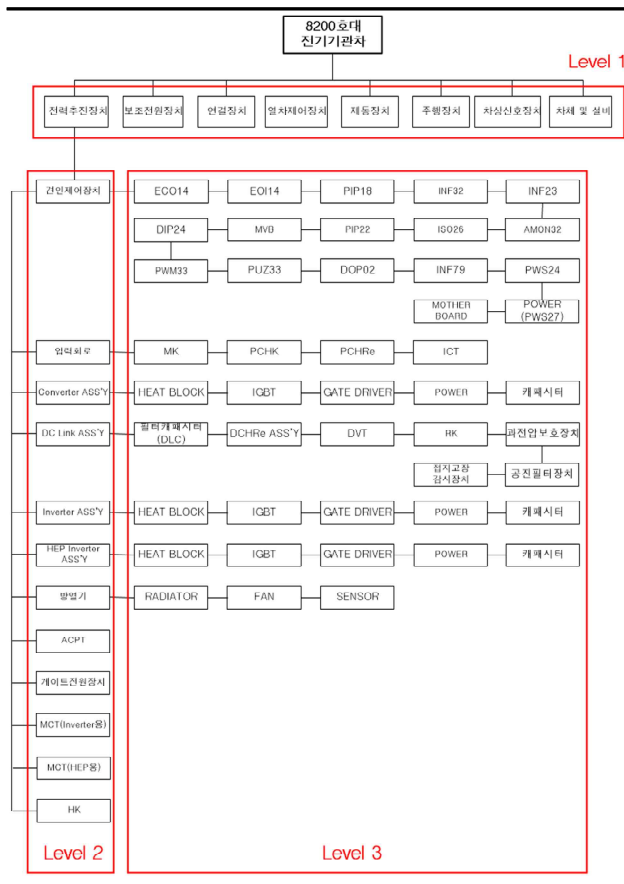 8200호대
전기기관차
Level 1
전력추진장치
보조전원장치
연결장치
열차제어장치
제동장치
주행장치
차상신호장치
차체 및 설비
견인제어장치
ECO14
EOI14
PIP18
INF32
INF23
DIP24
MVB
PIP22
ISO26
AMON32
PWM33
PUZ33
DOP02
INF79
PWS24
MOTHER
BOARD
POWER
(PWS27)
입력회로
MK
PCHK
PCHRe
ICT
Converter ASS'Y
HEAT BLOCK
IGBT
GATE DRIVER
POWER
캐패시터
DC Link ASS'Y
필터캐패시터
(DLC)
DCHRe ASS'Y
DVT
RK
과전압보호장치
접지고장
감시장치
공진필터장치
Inverter ASS'Y
HEAT BLOCK
IGBT
GATE DRIVER
POWER
캐패시터
HEP Inverter
ASS'Y
HEAT BLOCK
IGBT
GATE DRIVER
POWER
캐패시터
방열기
RADIATOR
FAN
SENSOR
ACPT
게이트전원장치
MCT(Inverter용)
MCT(HEP용)
HK
Level 2
Level 3